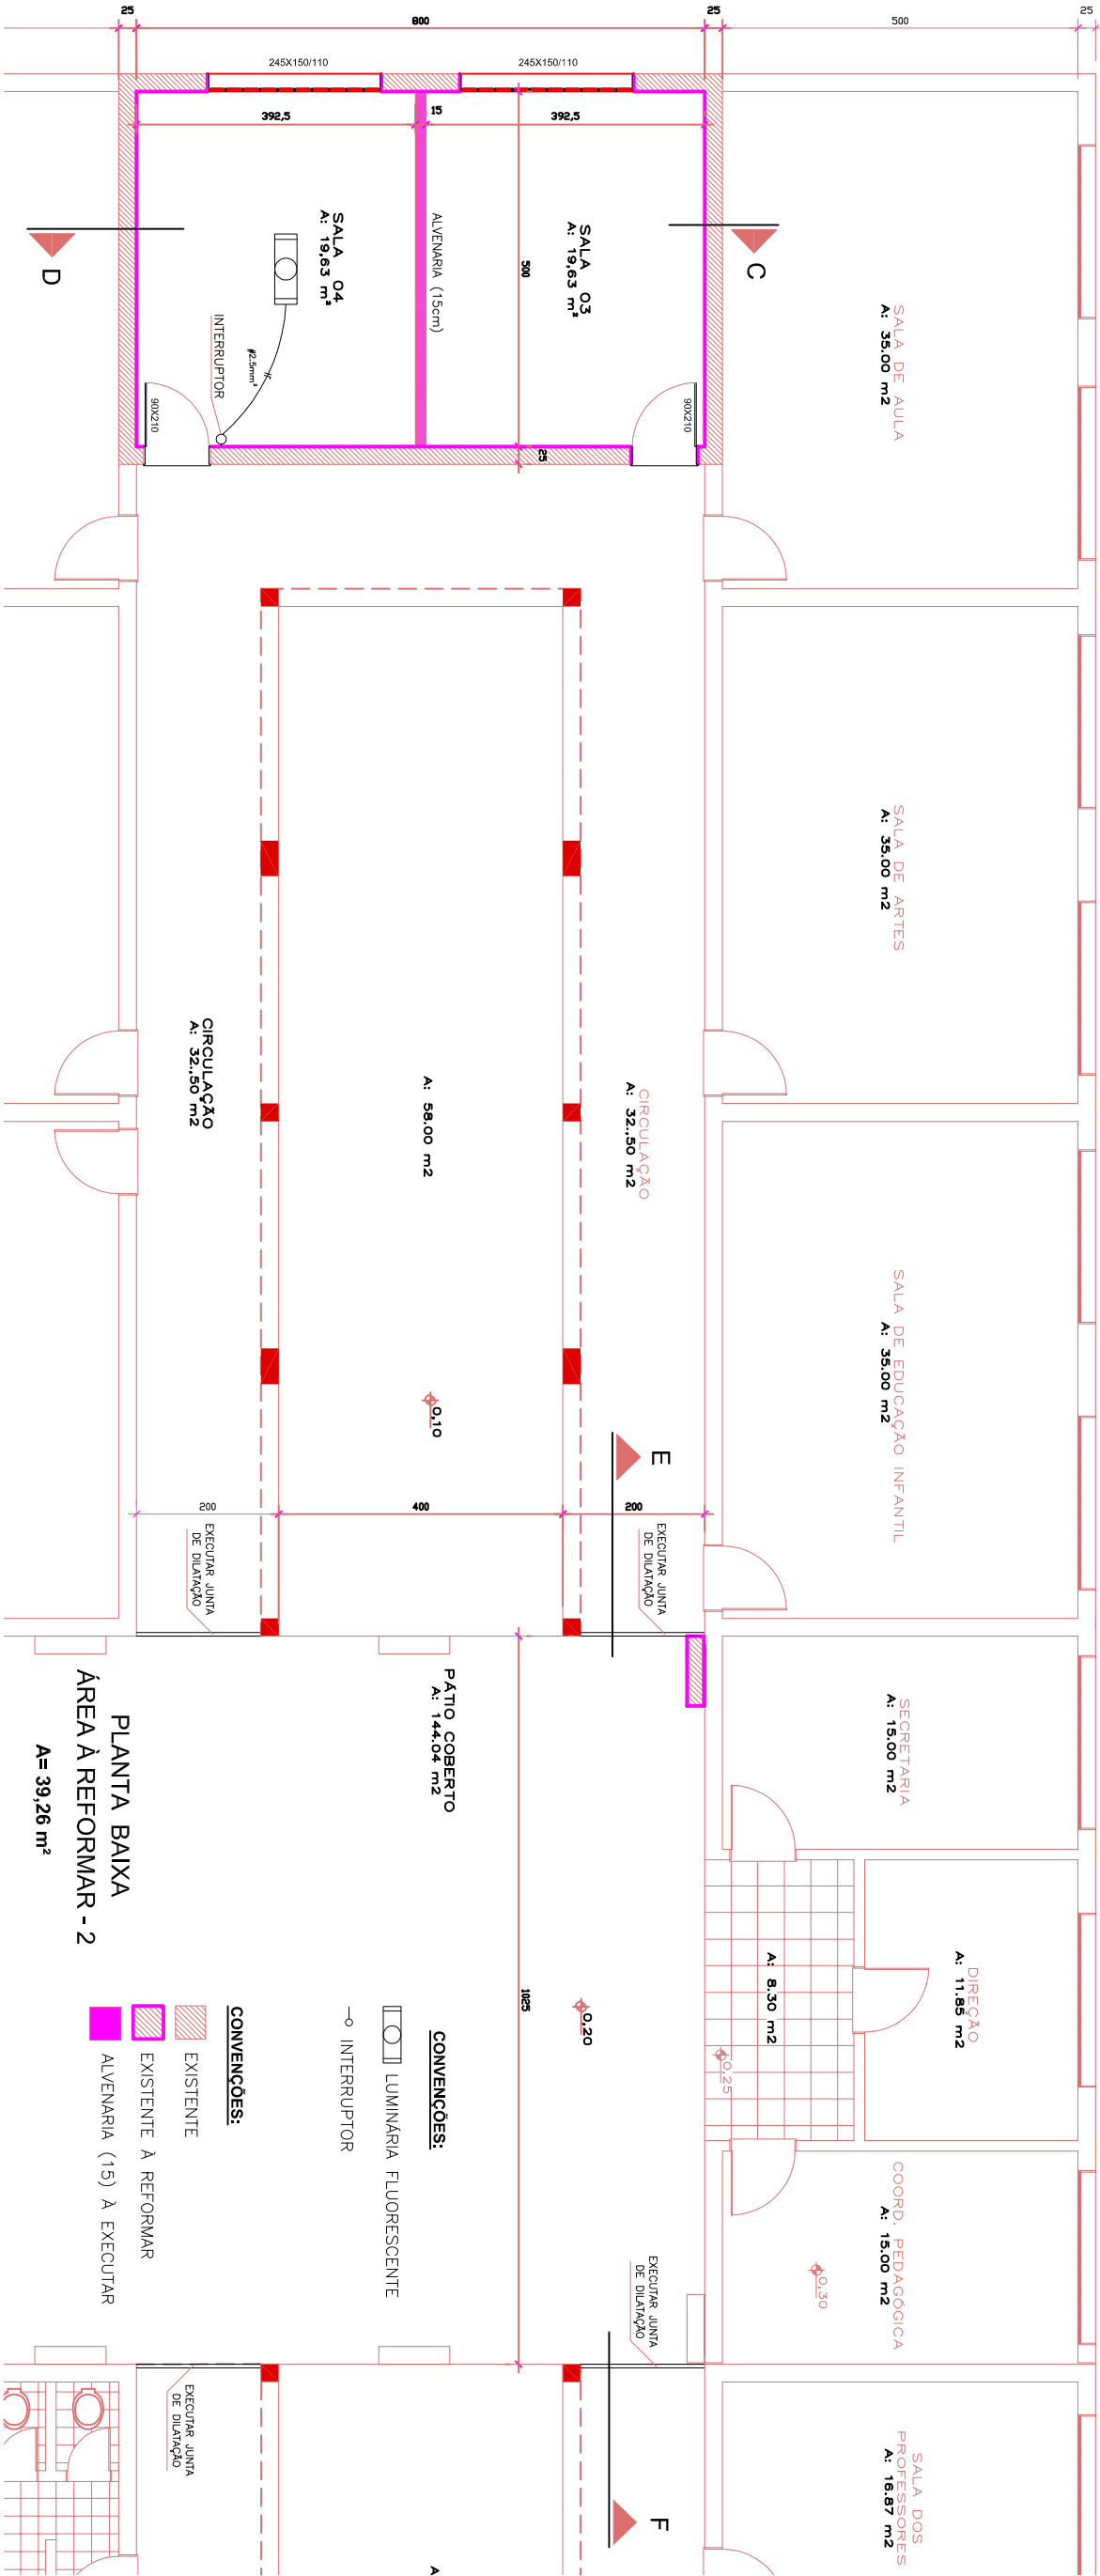 25
800
25
500
25
245X150/110
245X150/110
392,5
15
392,5
SALA 04
A: 19,63 m²
ALVENARIA (15cm)
SALA 03
A: 19,63 m²
500
D
C
INTERRUPTOR
#2.5mm²
90X210
90X210
25
SALA DE AULA
A: 35.00 m2
SALA DE ARTES
A: 35.00 m2
SALA DE EDUCAÇÃO INFANTIL
A: 35.00 m2
CIRCULAÇÃO
A: 32.,50 m2
A: 58.00 m2
CIRCULAÇÃO
A: 32.,50 m2
0,10
E
200
400
200
EXECUTAR JUNTA
DE DILATAÇÃO
EXECUTAR JUNTA
DE DILATAÇÃO
PÁTIO COBERTO
A: 144.04 m2
SECRETARIA
A: 15.00 m2
DIREÇÃO
A: 11.85 m2
A: 8.30 m2
0,25
0,20
1025
COORD. PEDAGÓGICA
A: 15.00 m2
0,30
PLANTA BAIXA
ÁREA À REFORMAR - 2
A= 39,26 m²
CONVENÇÕES:
LUMINÁRIA FLUORESCENTE
INTERRUPTOR
CONVENÇÕES:
EXISTENTE
EXISTENTE À REFORMAR
ALVENARIA (15) À EXECUTAR
EXECUTAR JUNTA
DE DILATAÇÃO
EXECUTAR JUNTA
DE DILATAÇÃO
F
SALA DOS
PROFESSORES
A: 16.87 m2
A